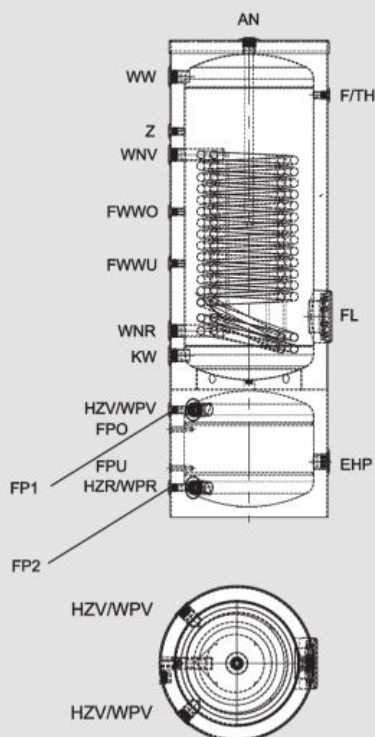 AN
WW
F/TH
Z
WNV
FWWO
FWWU
FL
WNR
KW
HZV/WPV
FPO
FPU
EHP
FP1
HZR/WPR
FP2
HZV/WPV
HZV/WPV